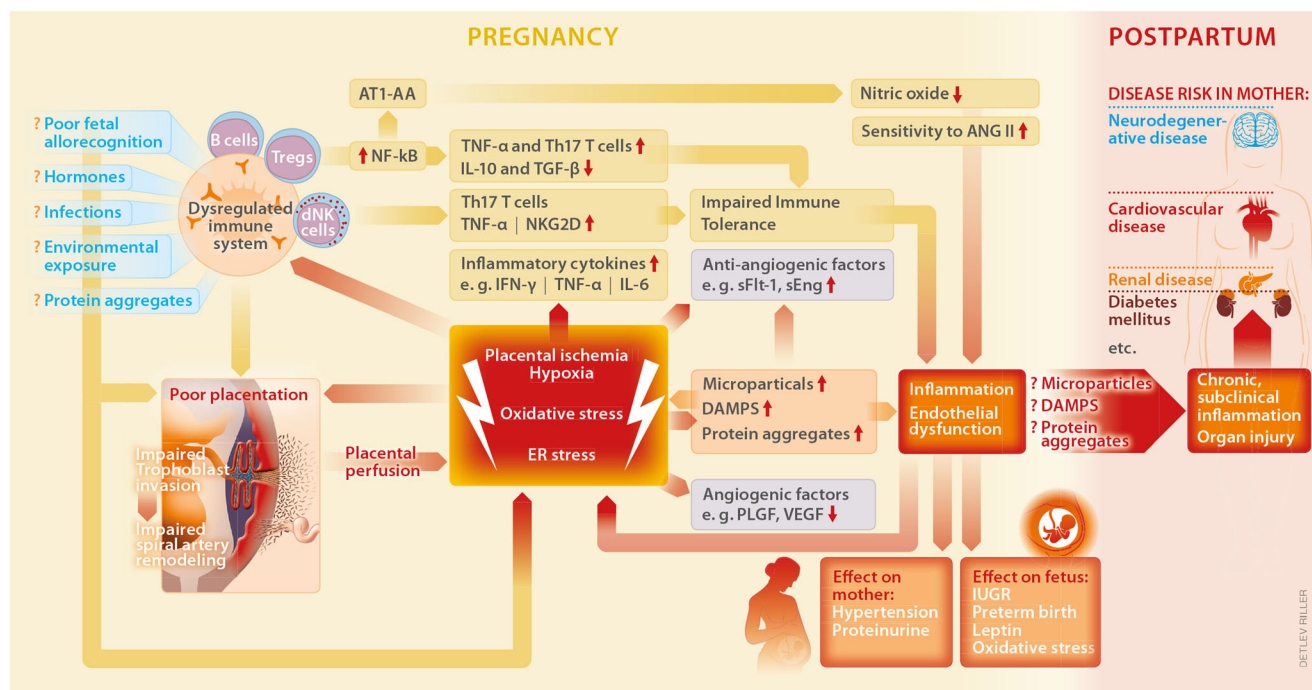 PREGNANCY
POSTPARTUM
AT1-AA
Nitric oxide
Sensitivity to ANG II
? Poor fetal
allorecognition
? Hormones
? Infections
? Environmental
exposure
? Protein aggregates
B cells
Tregs
dNK
cells
Dysregulated
immune
system
NF-kB
TNF-α and Th17 T cells
IL-10 and TGF-β
Th17 T cells
TNF-α | NKG2D
Impaired Immune
Tolerance
Inflammatory cytokines
e. g. IFN-γ | TNF-α | IL-6
Anti-angiogenic factors
e. g. sFlt-1, sEng
Placental ischemia
Hypoxia
Oxidative stress
ER stress
Poor placentation
Impaired
Trophoblast
invasion
Impaired
spiral artery
remodeling
Placental
perfusion
Microparticals
DAMPS
Protein aggregates
Angiogenic factors
e. g. PLGF, VEGF
Inflammation
Endothelial
dysfunction
Effect on
mother:
Hypertension
Proteinurine
Effect on fetus:
IUGR
Preterm birth
Leptin
Oxidative stress
? Microparticles
? DAMPS
? Protein
aggregates
DISEASE RISK IN MOTHER:
Neurodegener-
ative disease
Cardiovascular
disease
Renal disease
Diabetes
mellitus
etc.
Chronic,
subclinical
inflammation
Organ injury
DETLEV RILLER